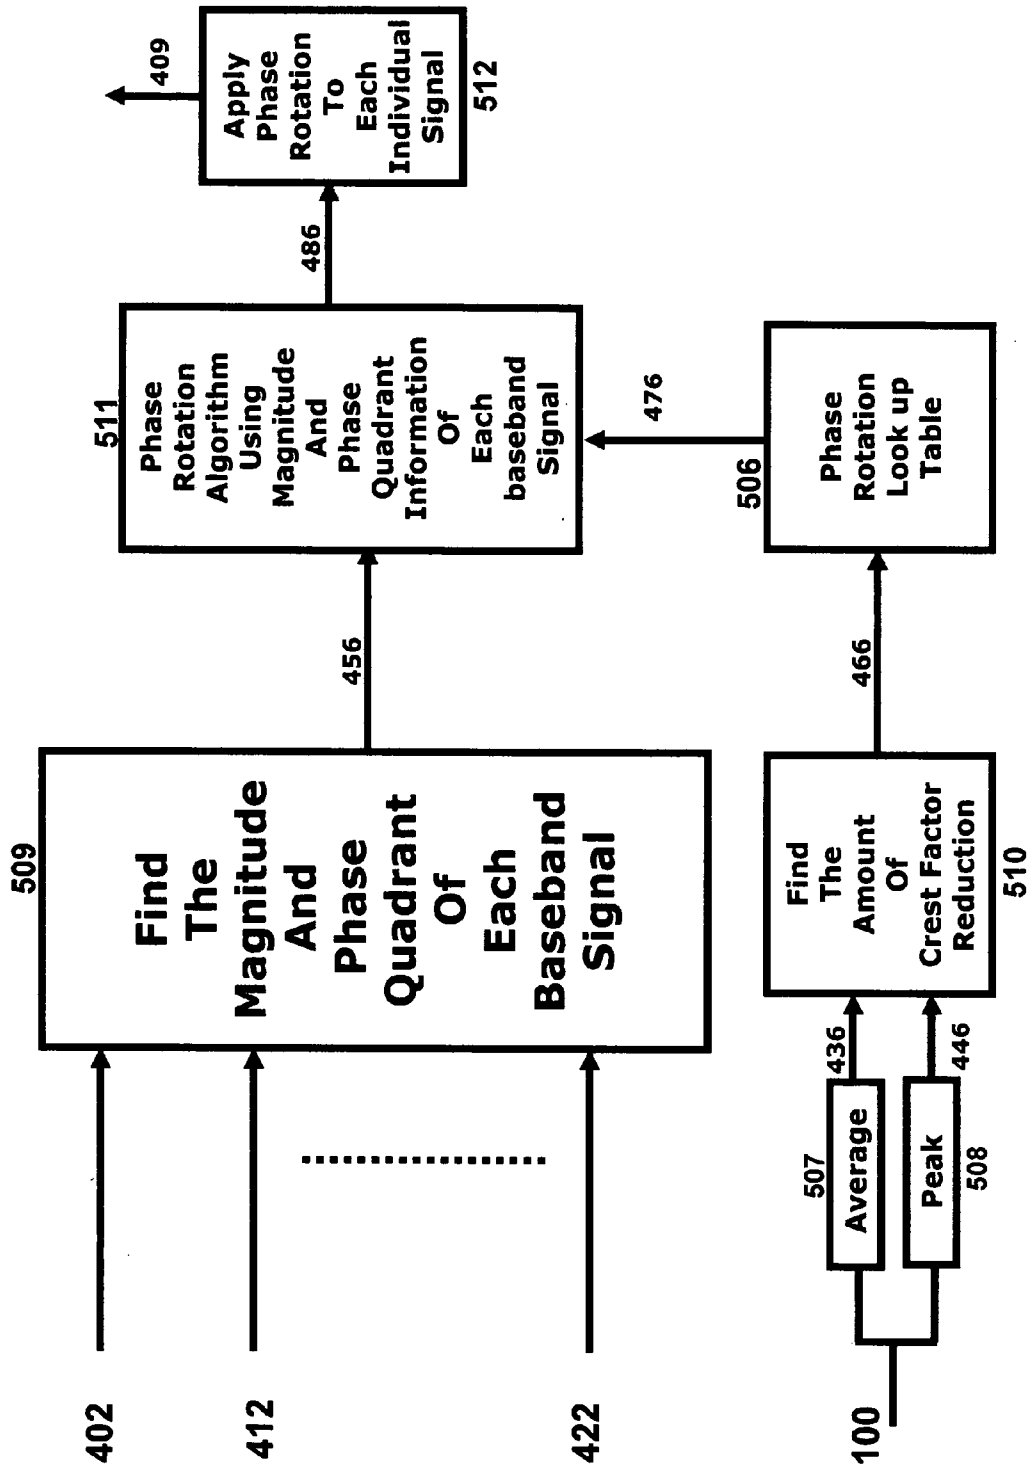 402
412
422
509
Find
The
Magnitude
And
Phase
Quadrant
Of
Each
Baseband
Signal
456
511
Phase
Rotation
Algorithm
Using
Magnitude
And
Phase
Quadrant
Information
Of
Each
baseband
Signal
486
409
Apply
Phase
Rotation
To
Each
Individual
Signal
512
100
507
Average
436
Peak
508
446
Find
The
Amount
Of
Crest Factor
Reduction
510
466
506
Phase
Rotation
Look up
Table
476